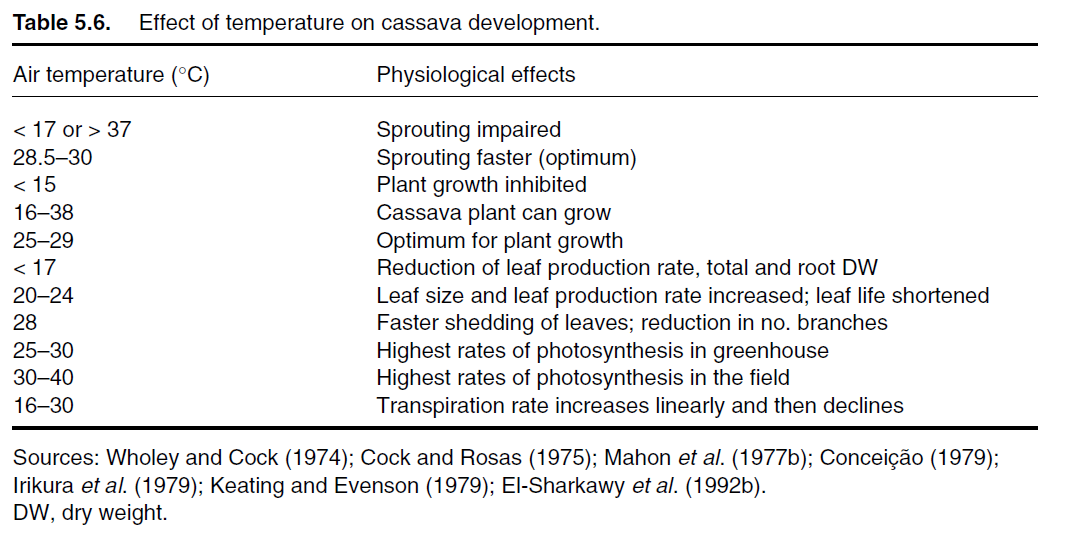 Table 5.6. Effect of temperature on cassava development.
Air temperature (°C) Physiological effects
< 17 or > 37 Sprouting impaired
28.5–30 Sprouting faster (optimum)
< 15 Plant growth inhibited
16–38 Cassava plant can grow
25–29 Optimum for plant growth
< 17 Reduction of leaf production rate, total and root DW
20–24 Leaf size and leaf production rate increased; leaf life shortened
28 Faster shedding of leaves; reduction in no. branches
25–30 Highest rates of photosynthesis in greenhouse
30–40 Highest rates of photosynthesis in the field
16–30 Transpiration rate increases linearly and then declines
Sources: Wholey and Cock (1974); Cock and Rosas (1975); Mahon et al. (1977b); Conceição (1979);
Irikura et al. (1979); Keating and Evenson (1979); El-Sharkawy et al. (1992b).
DW, dry weight.